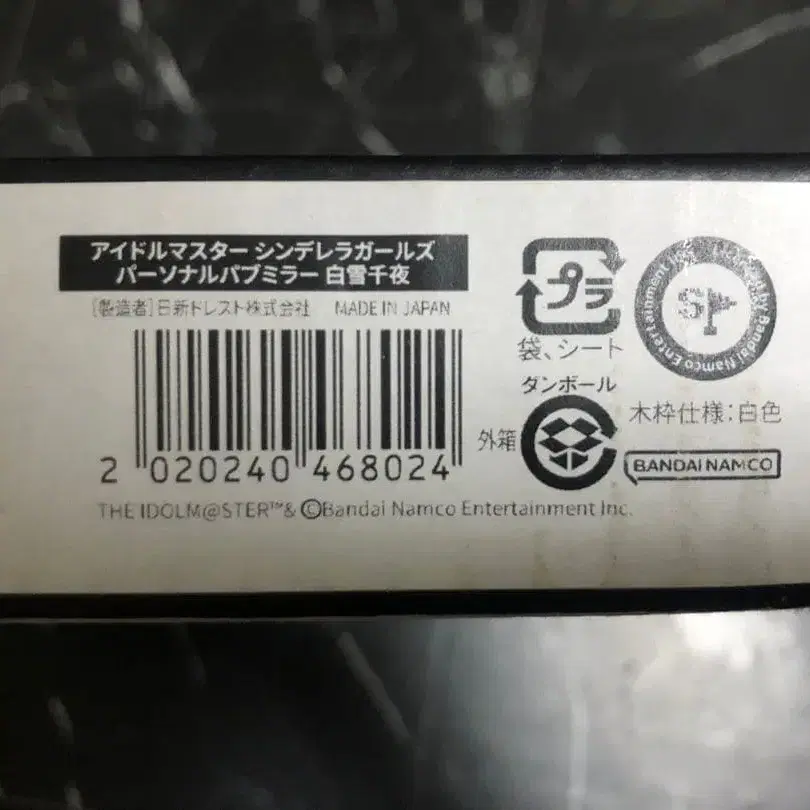 アイドルマスター シンデレラガールズ
パーソナルパブミラー 白雪千夜
[製造者]日新ドレスト株式会社 MADE IN JAPAN
2 020240 468024
THE IDOLM@STER™& ©Bandai Namco Entertainment Inc.
プラ
袋、シート
ダンボール
外箱
Bandai Namco Entertainment Inc.
木枠仕様:白色
BANDAI NAMCO